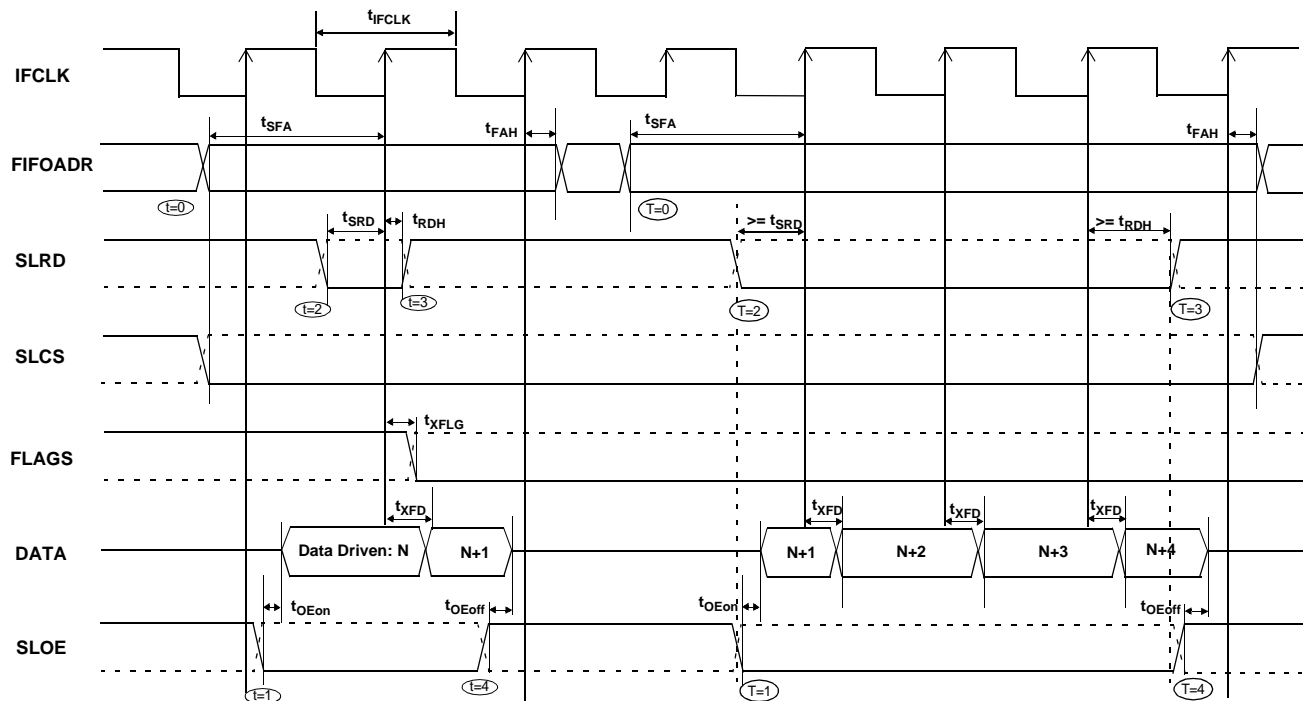 tIFCLK
IFCLK
tSFA
tFAH
tSFA
tFAH
FIFOADR
t=0
T=0
tSRD
tRDH
>= tSRD
>= tRDH
SLRD
t=2
t=3
T=2
T=3
SLCS
tXFLG
FLAGS
tXFD
tXFD
tXFD
tXFD
DATA
Data Driven: N
N+1
N+1
N+2
N+3
N+4
tOEon
tOEoff
tOEon
tOEoff
SLOE
t=1
t=4
T=1
T=4